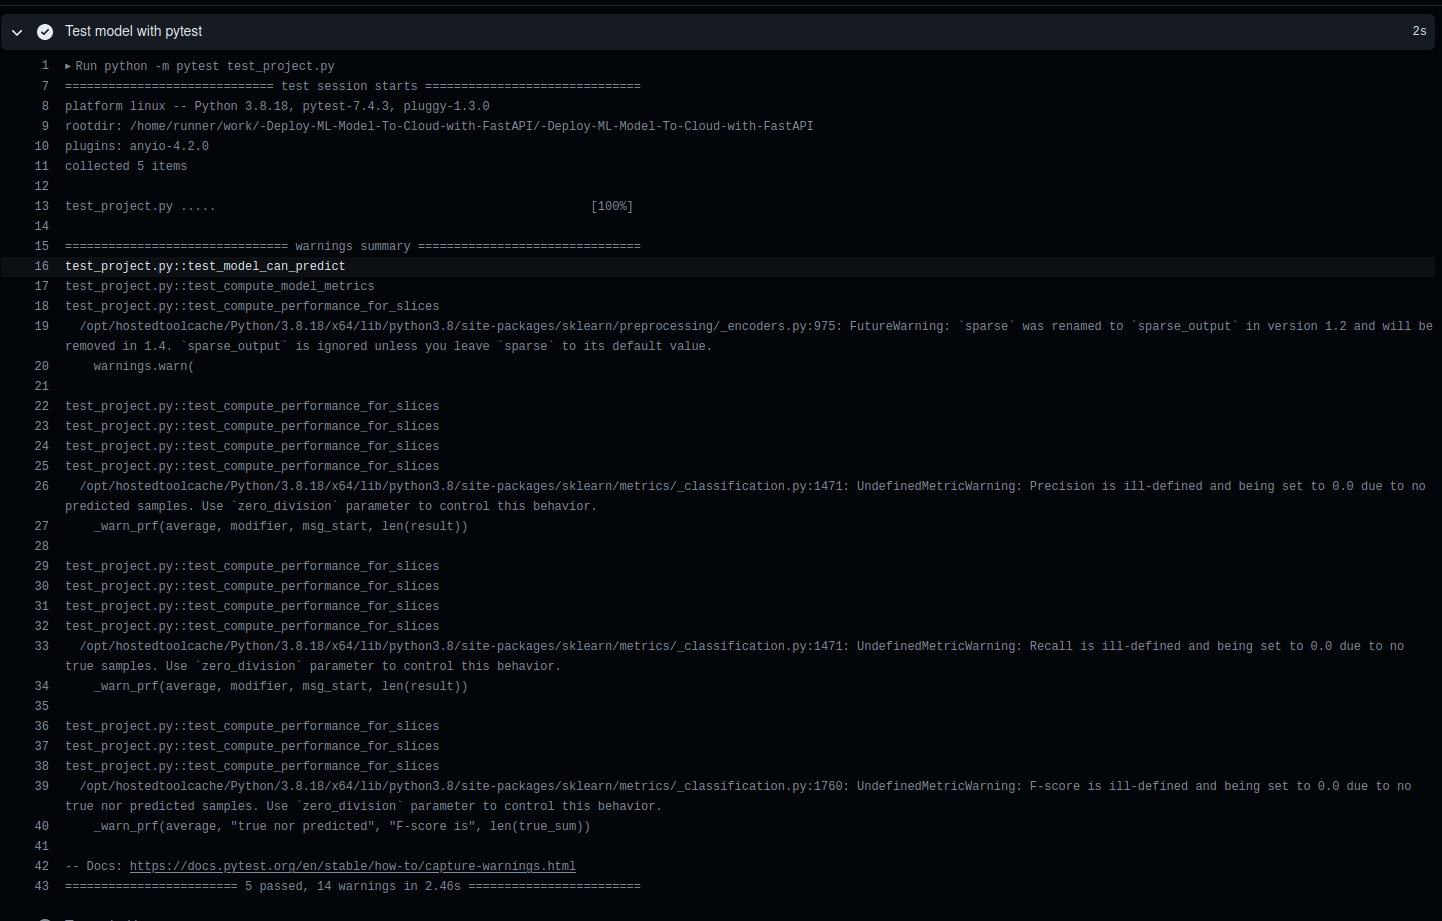 Test model with pytest 2s
1 ▸ Run python -m pytest test_project.py
7 ============================= test session starts ==============================
8 platform linux -- Python 3.8.18, pytest-7.4.3, pluggy-1.3.0
9 rootdir: /home/runner/work/-Deploy-ML-Model-To-Cloud-with-FastAPI/-Deploy-ML-Model-To-Cloud-with-FastAPI
10 plugins: anyio-4.2.0
11 collected 5 items
12
13 test_project.py ..... [100%]
14
15 =============================== warnings summary ===============================
16 test_project.py::test_model_can_predict
17 test_project.py::test_compute_model_metrics
18 test_project.py::test_compute_performance_for_slices
19 /opt/hostedtoolcache/Python/3.8.18/x64/lib/python3.8/site-packages/sklearn/preprocessing/_encoders.py:975: FutureWarning: `sparse` was renamed to `sparse_output` in version 1.2 and will be
removed in 1.4. `sparse_output` is ignored unless you leave `sparse` to its default value.
20 warnings.warn(
21
22 test_project.py::test_compute_performance_for_slices
23 test_project.py::test_compute_performance_for_slices
24 test_project.py::test_compute_performance_for_slices
25 test_project.py::test_compute_performance_for_slices
26 /opt/hostedtoolcache/Python/3.8.18/x64/lib/python3.8/site-packages/sklearn/metrics/_classification.py:1471: UndefinedMetricWarning: Precision is ill-defined and being set to 0.0 due to no
predicted samples. Use `zero_division` parameter to control this behavior.
27 _warn_prf(average, modifier, msg_start, len(result))
28
29 test_project.py::test_compute_performance_for_slices
30 test_project.py::test_compute_performance_for_slices
31 test_project.py::test_compute_performance_for_slices
32 test_project.py::test_compute_performance_for_slices
33 /opt/hostedtoolcache/Python/3.8.18/x64/lib/python3.8/site-packages/sklearn/metrics/_classification.py:1471: UndefinedMetricWarning: Recall is ill-defined and being set to 0.0 due to no
true samples. Use `zero_division` parameter to control this behavior.
34 _warn_prf(average, modifier, msg_start, len(result))
35
36 test_project.py::test_compute_performance_for_slices
37 test_project.py::test_compute_performance_for_slices
38 test_project.py::test_compute_performance_for_slices
39 /opt/hostedtoolcache/Python/3.8.18/x64/lib/python3.8/site-packages/sklearn/metrics/_classification.py:1760: UndefinedMetricWarning: F-score is ill-defined and being set to 0.0 due to no
true nor predicted samples. Use `zero_division` parameter to control this behavior.
40 _warn_prf(average, "true nor predicted", "F-score is", len(true_sum))
41
42 -- Docs: https://docs.pytest.org/en/stable/how-to/capture-warnings.html
43 ======================== 5 passed, 14 warnings in 2.46s ========================